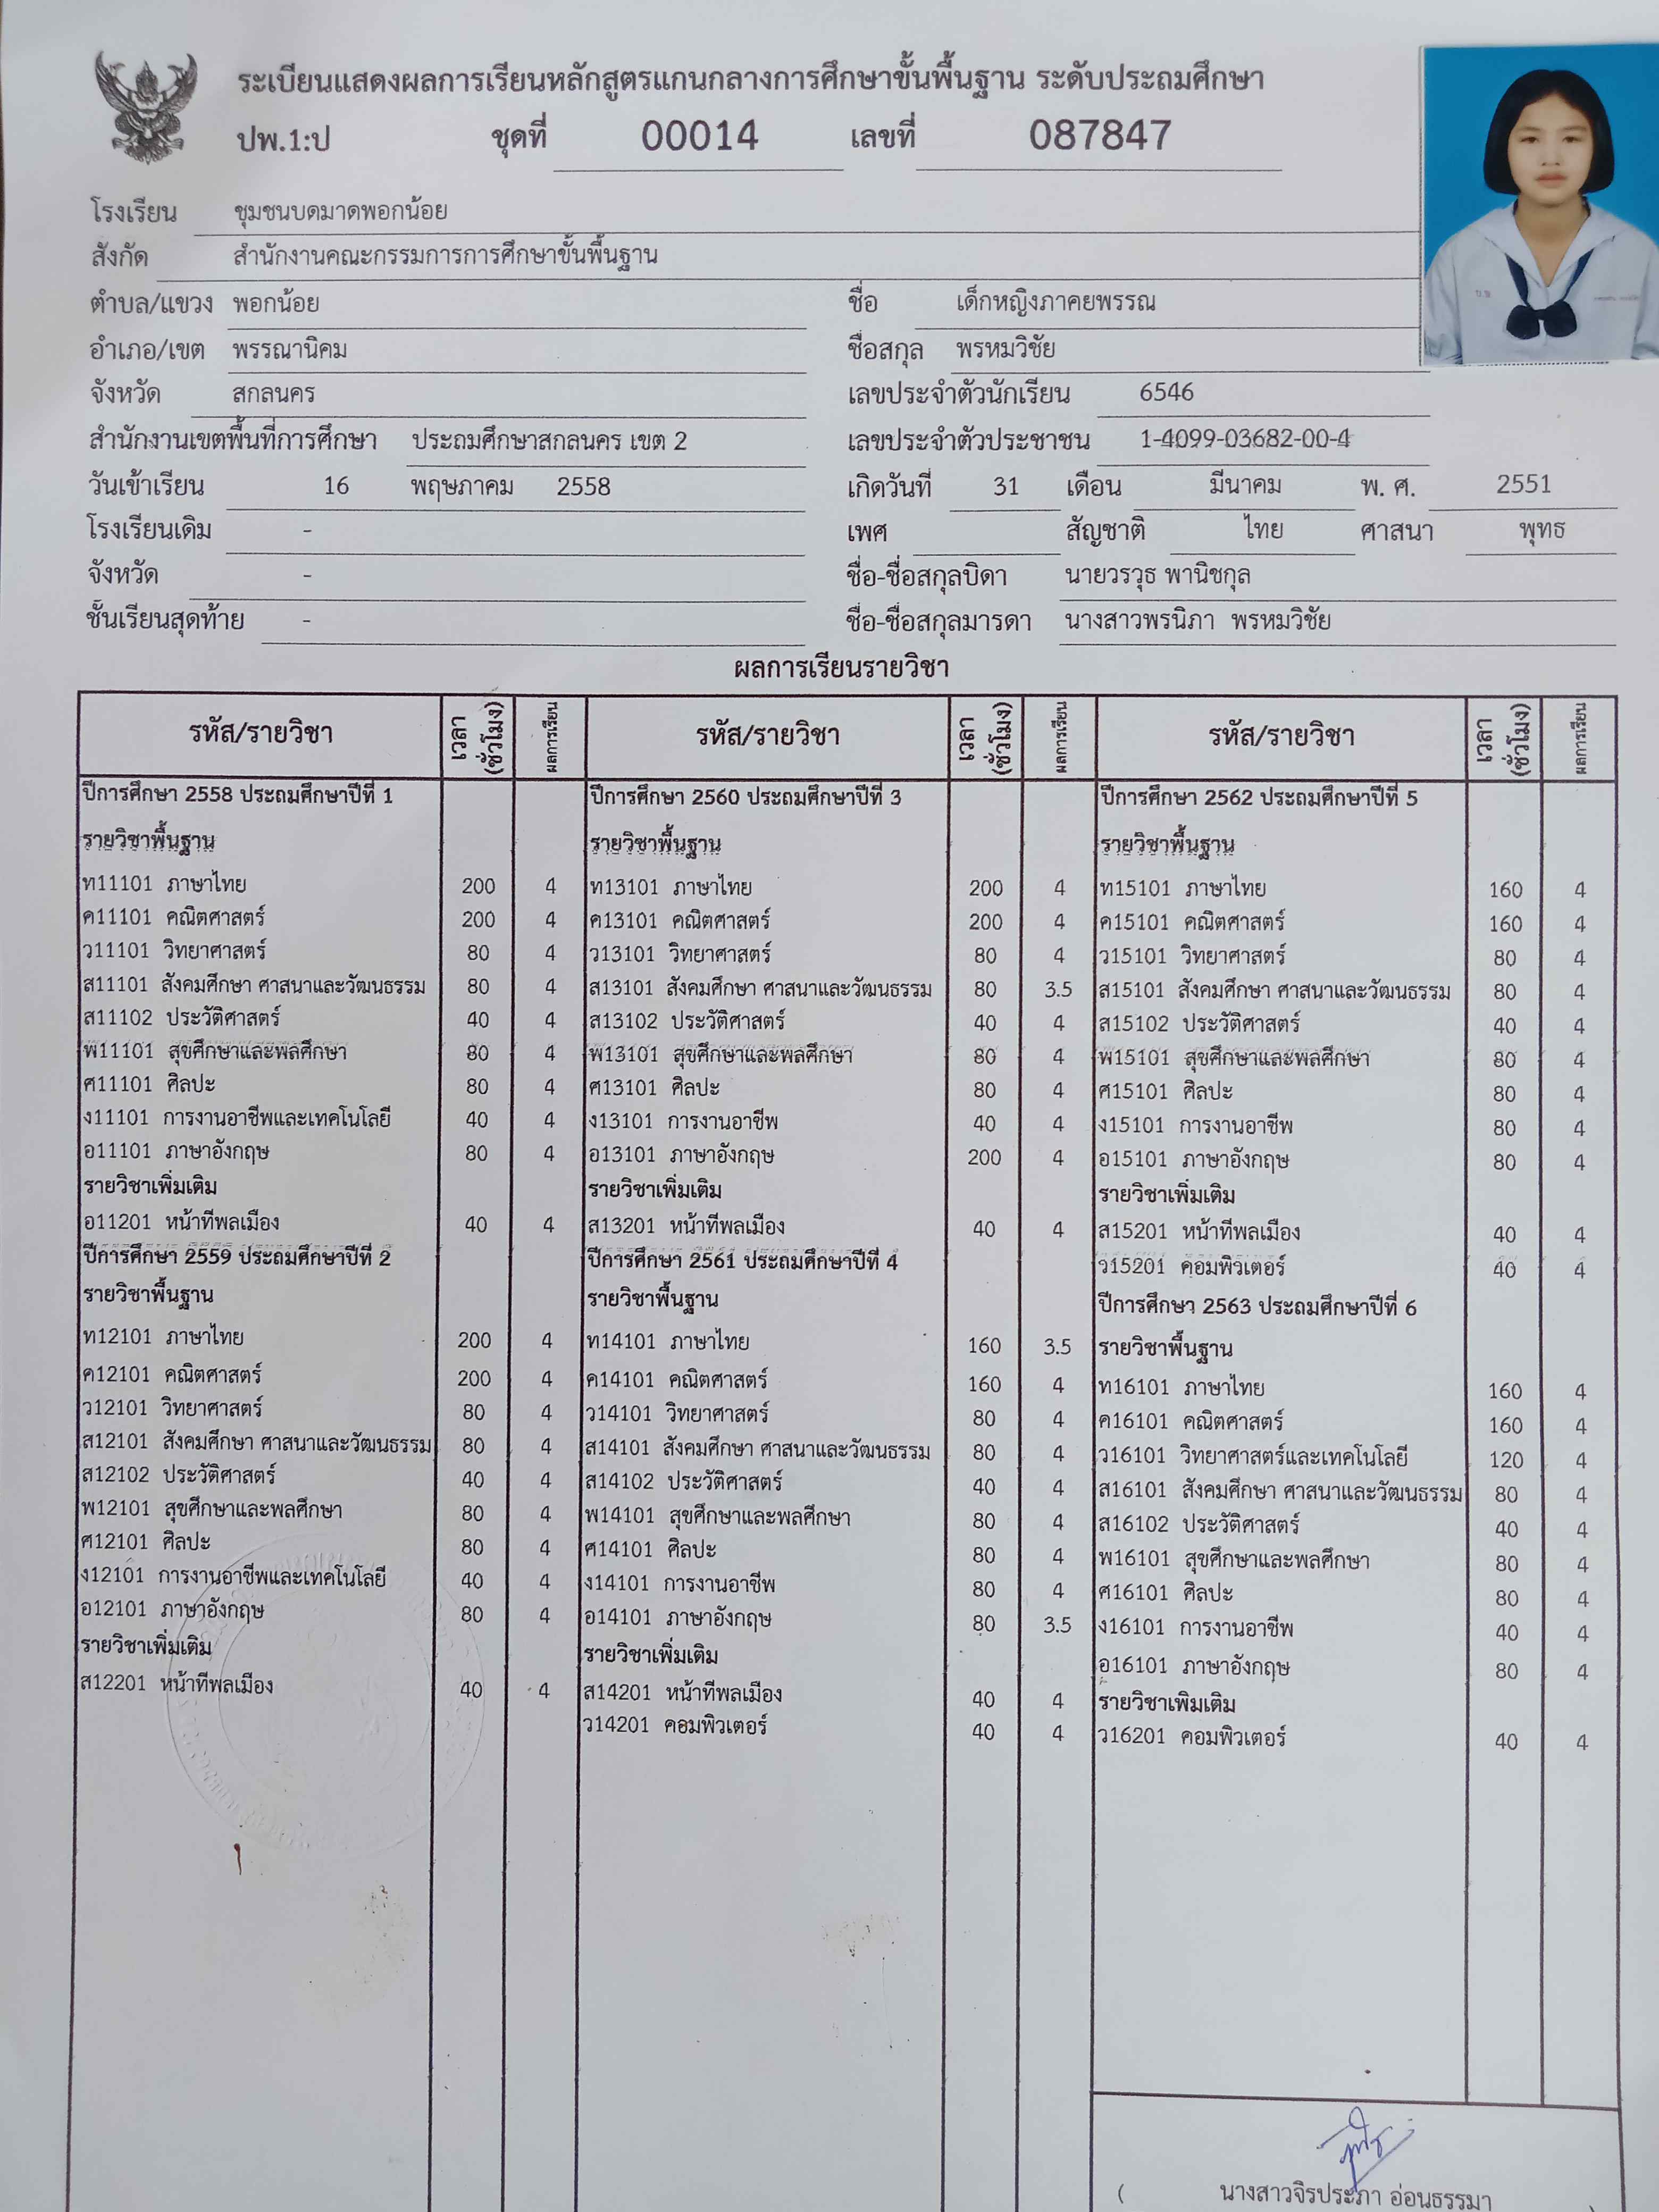 ระเบียนแสดงผลการเรียนหลักสูตรแกนกลางการศึกษาขั้นพื้นฐาน ระดับประถมศึกษา
ปพ.1:ป ชุดที่ 00014 เลขที่ 087847
โรงเรียน ชุมชนบดมาดพอกน้อย
สังกัด สำนักงานคณะกรรมการการศึกษาขั้นพื้นฐาน
ตำบล/แขวง พอกน้อย ชื่อ เด็กหญิงภาคยพรรณ
อำเภอ/เขต พรรณานิคม ชื่อสกุล พรหมวิชัย
จังหวัด สกลนคร เลขประจำตัวนักเรียน 6546
สำนักงานเขตพื้นที่การศึกษา ประถมศึกษาสกลนคร เขต 2 เลขประจำตัวประชาชน 1-4099-03682-00-4
วันเข้าเรียน 16 พฤษภาคม 2558 เกิดวันที่ 31 เดือน มีนาคม พ. ศ. 2551
โรงเรียนเดิม - เพศ สัญชาติ ไทย ศาสนา พุทธ
จังหวัด - ชื่อ-ชื่อสกุลบิดา นายวรวุธ พานิชกุล
ชั้นเรียนสุดท้าย - ชื่อ-ชื่อสกุลมารดา นางสาวพรนิภา พรหมวิชัย
ผลการเรียนรายวิชา
รหัส/รายวิชา เวลา (ชั่วโมง) ผลการเรียน รหัส/รายวิชา เวลา (ชั่วโมง) ผลการเรียน รหัส/รายวิชา เวลา (ชั่วโมง) ผลการเรียน
ปีการศึกษา 2558 ประถมศึกษาปีที่ 1
รายวิชาพื้นฐาน
ท11101 ภาษาไทย 200 4
ค11101 คณิตศาสตร์ 200 4
ว11101 วิทยาศาสตร์ 80 4
ส11101 สังคมศึกษา ศาสนาและวัฒนธรรม 80 4
ส11102 ประวัติศาสตร์ 40 4
พ11101 สุขศึกษาและพลศึกษา 80 4
ศ11101 ศิลปะ 80 4
ง11101 การงานอาชีพและเทคโนโลยี 40 4
อ11101 ภาษาอังกฤษ 80 4
รายวิชาเพิ่มเติม
อ11201 หน้าที่พลเมือง 40 4
ปีการศึกษา 2559 ประถมศึกษาปีที่ 2
รายวิชาพื้นฐาน
ท12101 ภาษาไทย 200 4
ค12101 คณิตศาสตร์ 200 4
ว12101 วิทยาศาสตร์ 80 4
ส12101 สังคมศึกษา ศาสนาและวัฒนธรรม 80 4
ส12102 ประวัติศาสตร์ 40 4
พ12101 สุขศึกษาและพลศึกษา 80 4
ศ12101 ศิลปะ 80 4
ง12101 การงานอาชีพและเทคโนโลยี 40 4
อ12101 ภาษาอังกฤษ 80 4
รายวิชาเพิ่มเติม
ส12201 หน้าที่พลเมือง 40 4
ปีการศึกษา 2560 ประถมศึกษาปีที่ 3
รายวิชาพื้นฐาน
ท13101 ภาษาไทย 200 4
ค13101 คณิตศาสตร์ 200 4
ว13101 วิทยาศาสตร์ 80 4
ส13101 สังคมศึกษา ศาสนาและวัฒนธรรม 80 3.5
ส13102 ประวัติศาสตร์ 40 4
พ13101 สุขศึกษาและพลศึกษา 80 4
ศ13101 ศิลปะ 80 4
ง13101 การงานอาชีพ 40 4
อ13101 ภาษาอังกฤษ 200 4
รายวิชาเพิ่มเติม
ส13201 หน้าที่พลเมือง 40 4
ปีการศึกษา 2561 ประถมศึกษาปีที่ 4
รายวิชาพื้นฐาน
ท14101 ภาษาไทย 160 3.5
ค14101 คณิตศาสตร์ 160 4
ว14101 วิทยาศาสตร์ 80 4
ส14101 สังคมศึกษา ศาสนาและวัฒนธรรม 80 4
ส14102 ประวัติศาสตร์ 40 4
พ14101 สุขศึกษาและพลศึกษา 80 4
ศ14101 ศิลปะ 80 4
ง14101 การงานอาชีพ 80 4
อ14101 ภาษาอังกฤษ 80 3.5
รายวิชาเพิ่มเติม
ส14201 หน้าที่พลเมือง 40 4
ว14201 คอมพิวเตอร์ 40 4
ปีการศึกษา 2562 ประถมศึกษาปีที่ 5
รายวิชาพื้นฐาน
ท15101 ภาษาไทย 160 4
ค15101 คณิตศาสตร์ 160 4
ว15101 วิทยาศาสตร์ 80 4
ส15101 สังคมศึกษา ศาสนาและวัฒนธรรม 80 4
ส15102 ประวัติศาสตร์ 40 4
พ15101 สุขศึกษาและพลศึกษา 80 4
ศ15101 ศิลปะ 80 4
ง15101 การงานอาชีพ 80 4
อ15101 ภาษาอังกฤษ 80 4
รายวิชาเพิ่มเติม
ส15201 หน้าที่พลเมือง 40 4
ว15201 คอมพิวเตอร์ 40 4
ปีการศึกษา 2563 ประถมศึกษาปีที่ 6
รายวิชาพื้นฐาน
ท16101 ภาษาไทย 160 4
ค16101 คณิตศาสตร์ 160 4
ว16101 วิทยาศาสตร์และเทคโนโลยี 120 4
ส16101 สังคมศึกษา ศาสนาและวัฒนธรรม 80 4
ส16102 ประวัติศาสตร์ 40 4
พ16101 สุขศึกษาและพลศึกษา 80 4
ศ16101 ศิลปะ 80 4
ง16101 การงานอาชีพ 40 4
อ16101 ภาษาอังกฤษ 80 4
รายวิชาเพิ่มเติม
ว16201 คอมพิวเตอร์ 40 4
( นางสาวจิรประภา อ่อนธรรมา )